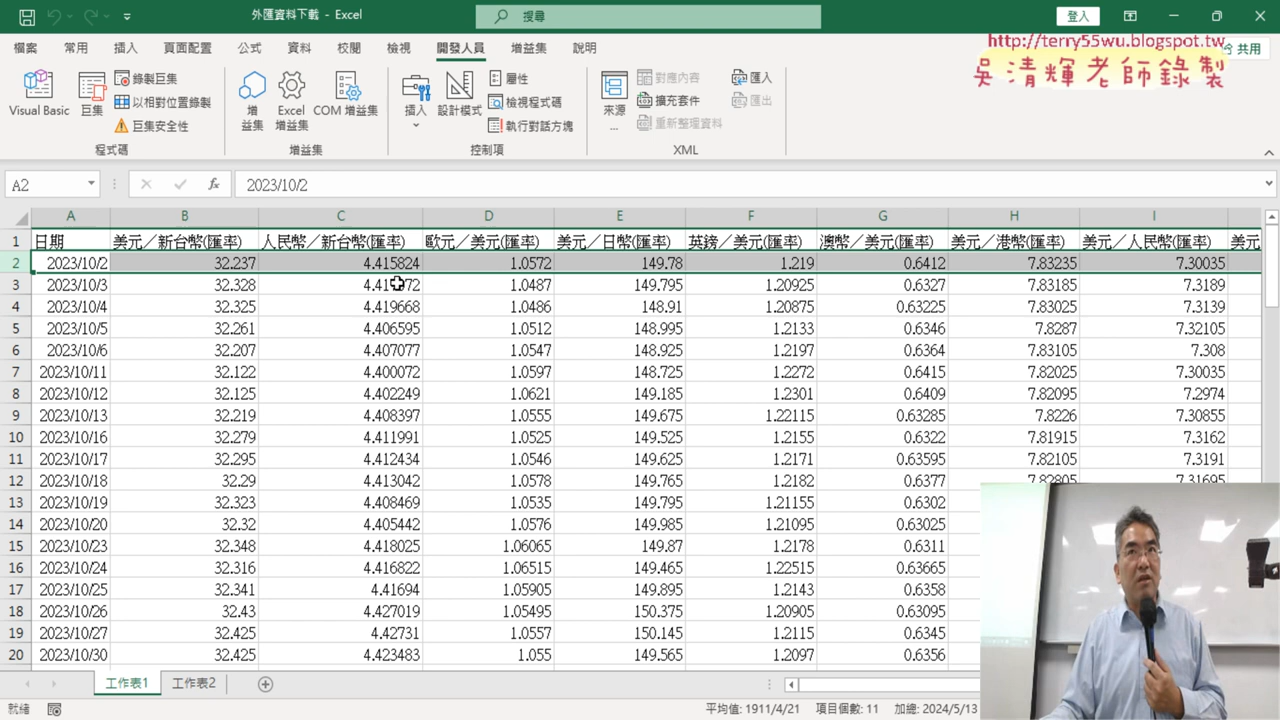 外匯資料下載 - Excel
搜尋
登入
檔案 常用 插入 頁面配置 公式 資料 校閱 檢視 開發人員 增益集 說明
共用
http://terry55wu.blogspot.tw
吳清輝老師錄製
Visual Basic
巨集
錄製巨集
以相對位置錄製
巨集安全性
程式碼
增益集
Excel 增益集
COM 增益集
增益集
插入
設計模式
屬性
檢視程式碼
執行對話方塊
控制項
來源...
對應內容
擴充套件
重新整理資料
匯入
匯出
XML
A2
fx
2023/10/2
A B C D E F G H I
1 日期 美元／新台幣(匯率) 人民幣／新台幣(匯率) 歐元／美元(匯率) 美元／日幣(匯率) 英鎊／美元(匯率) 澳幣／美元(匯率) 美元／港幣(匯率) 美元／人民幣(匯率) 美元
2 2023/10/2 32.237 4.415824 1.0572 149.78 1.219 0.6412 7.83235 7.30035
3 2023/10/3 32.328 1.0487 149.795 1.20925 0.6327 7.83185 7.3189
4 2023/10/4 32.325 4.419668 1.0486 148.91 1.20875 0.63225 7.83025 7.3139
5 2023/10/5 32.261 4.406595 1.0512 148.995 1.2133 0.6346 7.8287 7.32105
6 2023/10/6 32.207 4.407077 1.0547 148.925 1.2197 0.6364 7.83105 7.308
7 2023/10/11 32.122 4.400072 1.0597 148.725 1.2272 0.6415 7.82025 7.30035
8 2023/10/12 32.125 4.402249 1.0621 149.185 1.2301 0.6409 7.82095 7.2974
9 2023/10/13 32.219 4.408397 1.0555 149.675 1.22115 0.63285 7.8226 7.30855
10 2023/10/16 32.279 4.411991 1.0525 149.525 1.2155 0.6322 7.81915 7.3162
11 2023/10/17 32.295 4.412434 1.0546 149.625 1.2171 0.63595 7.82105 7.3191
12 2023/10/18 32.29 4.413042 1.0578 149.765 1.2182 0.6377 7.82805 7.31695
13 2023/10/19 32.323 4.408469 1.0535 149.795 1.21155 0.6302
14 2023/10/20 32.32 4.405442 1.0576 149.985 1.21095 0.63025
15 2023/10/23 32.348 4.418025 1.06065 149.87 1.2178 0.6311
16 2023/10/24 32.316 4.416822 1.06515 149.465 1.22515 0.63665
17 2023/10/25 32.341 4.41694 1.05905 149.895 1.2143 0.6358
18 2023/10/26 32.43 4.427019 1.05495 150.375 1.20905 0.63095
19 2023/10/27 32.425 4.42731 1.0557 150.145 1.2115 0.6345
20 2023/10/30 32.425 4.423483 1.055 149.565 1.2097 0.6356
工作表1 工作表2
就緒
平均值: 1911/4/21 項目個數: 11 加總: 2024/5/13